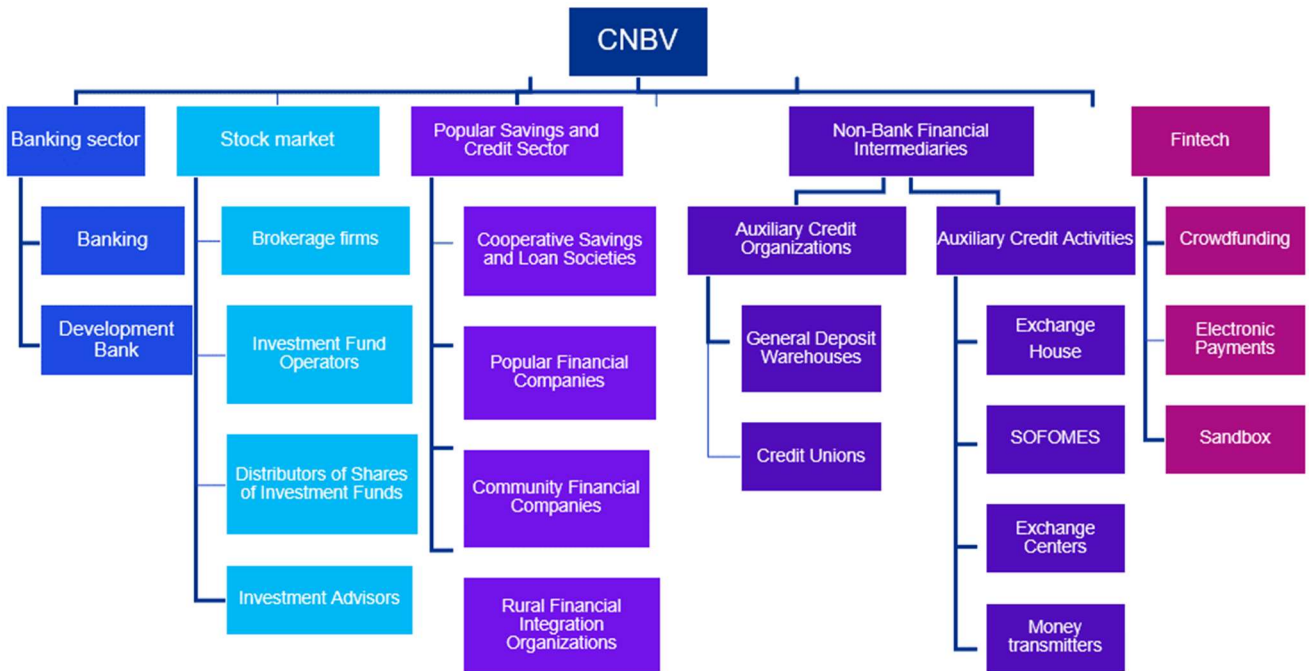 CNBV
Banking sector
Stock market
Popular Savings and
Credit Sector
Non-Bank Financial
Intermediaries
Fintech
Banking
Development
Bank
Brokerage firms
Investment Fund
Operators
Distributors of Shares
of Investment Funds
Investment Advisors
Cooperative Savings
and Loan Societies
Popular Financial
Companies
Community Financial
Companies
Rural Financial
Integration
Organizations
Auxiliary Credit
Organizations
General Deposit
Warehouses
Credit Unions
Auxiliary Credit Activities
Exchange
House
SOFOMES
Exchange
Centers
Money
transmitters
Crowdfunding
Electronic
Payments
Sandbox